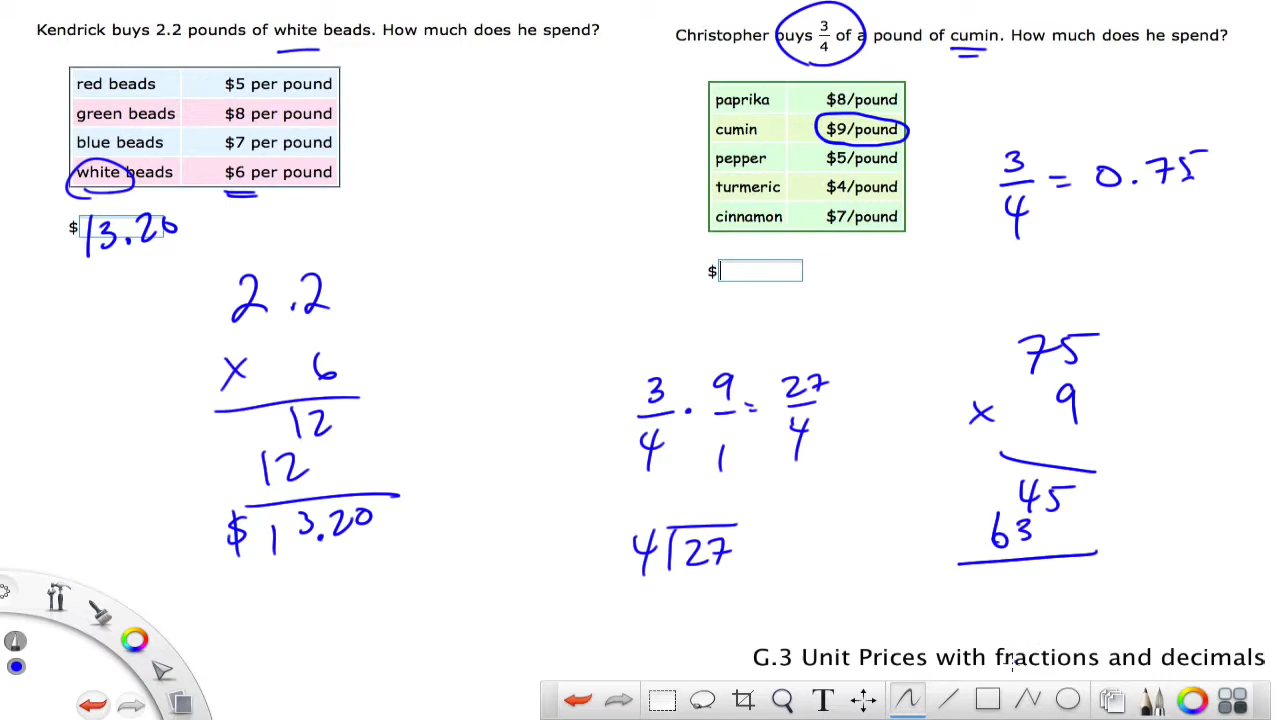 Kendrick buys 2.2 pounds of white beads. How much does he spend?
red beads $5 per pound
green beads $8 per pound
blue beads $7 per pound
white beads $6 per pound
$ 13.20
2.2
x 6
12
12
$13.20
Christopher buys 3/4 of a pound of cumin. How much does he spend?
paprika $8/pound
cumin $9/pound
pepper $5/pound
turmeric $4/pound
cinnamon $7/pound
$
3/4 = 0.75
3/4 · 9/1 = 27/4
4)27
75
x 9
45
63
G.3 Unit Prices with fractions and decimals
T